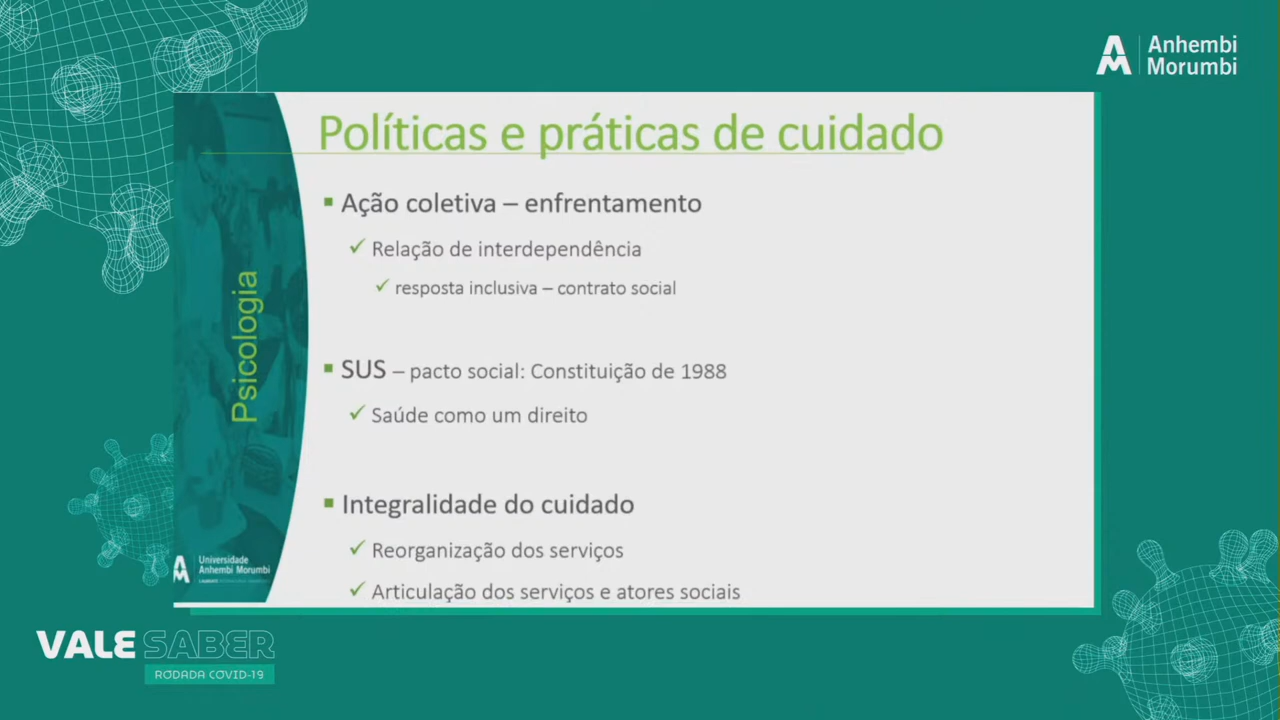 Anhembi
Morumbi
Políticas e práticas de cuidado
Ação coletiva – enfrentamento
Relação de interdependência
resposta inclusiva – contrato social
SUS – pacto social: Constituição de 1988
Saúde como um direito
Integralidade do cuidado
Reorganização dos serviços
Articulação dos serviços e atores sociais
Psicologia
Universidade
Anhembi Morumbi
VALE SABER
RODADA COVID-19